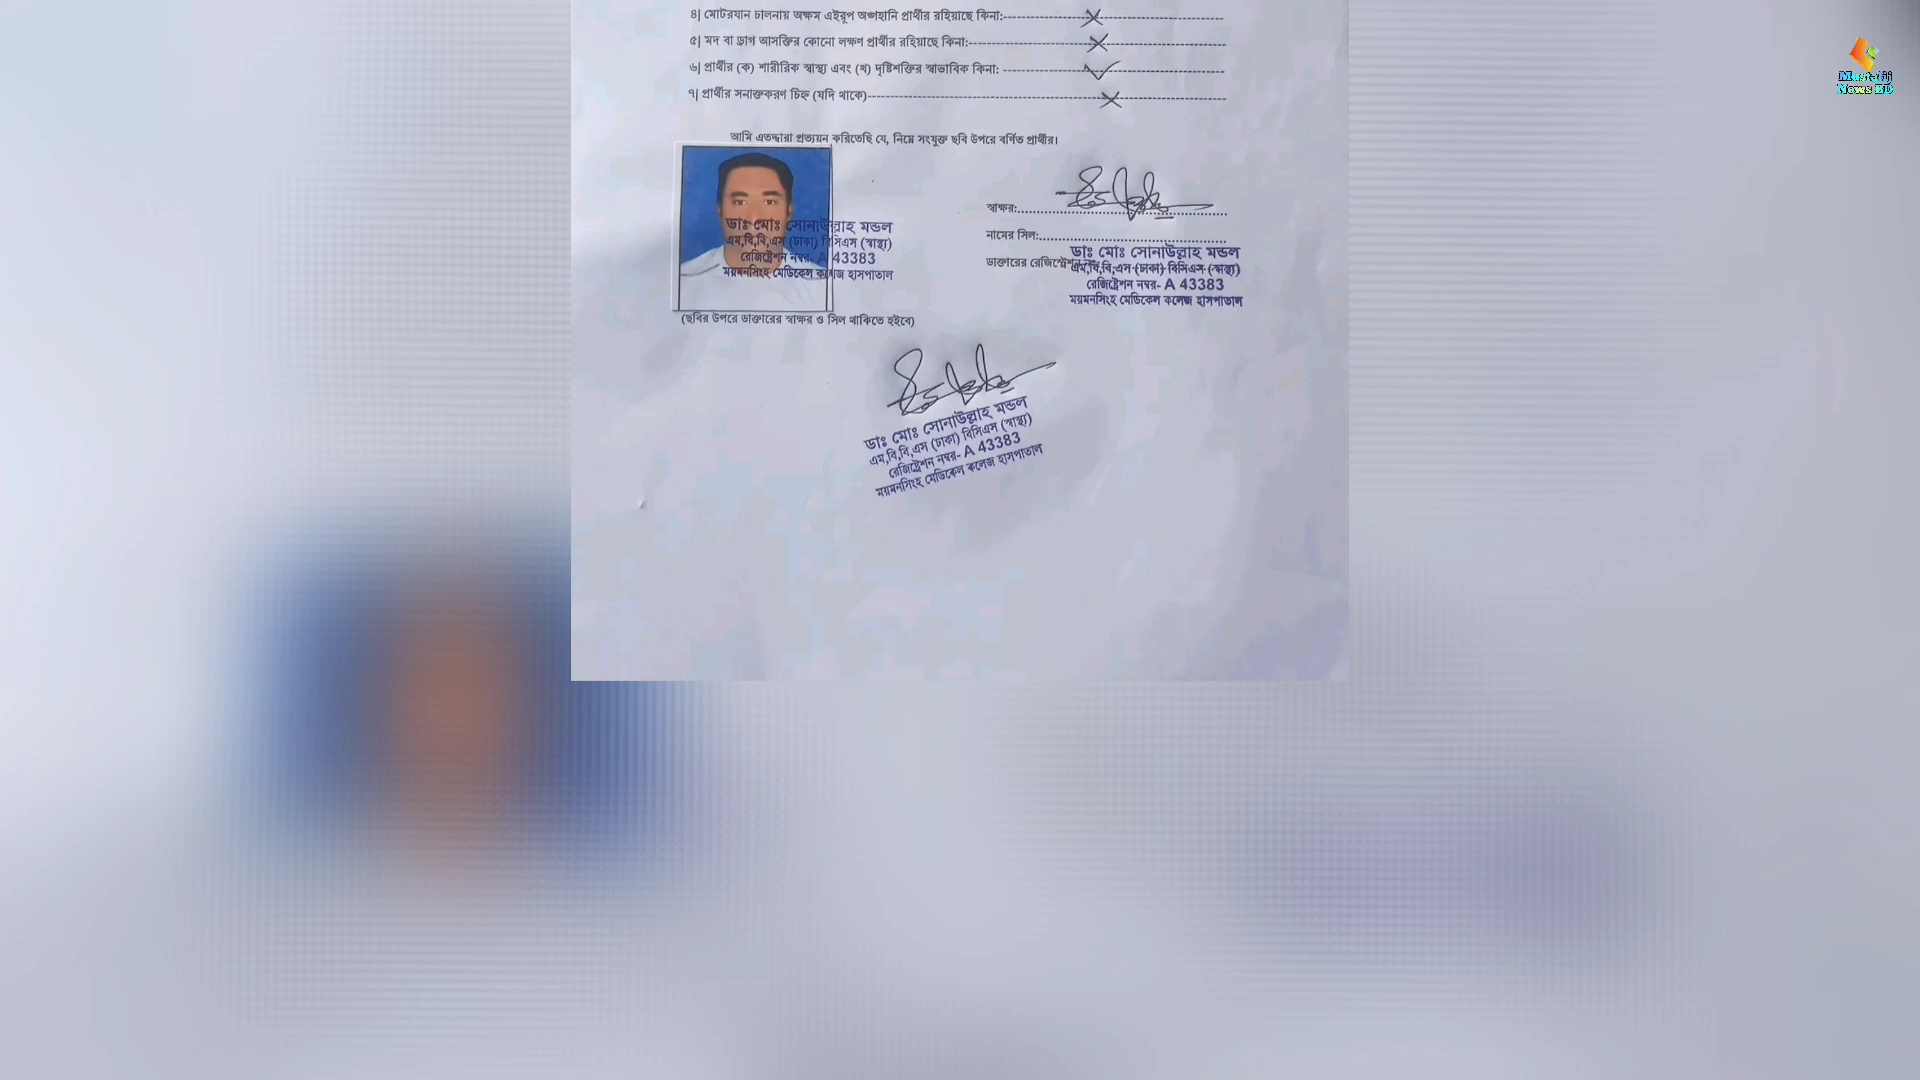 ৪| মোটরযান চালনায় অক্ষম এইরূপ অঙ্গহানি প্রার্থীর রহিয়াছে কিনা:
৫| মদ বা ড্রাগ আসক্তির কোনো লক্ষণ প্রার্থীর রহিয়াছে কিনা:
৬| প্রার্থীর (ক) শারীরিক স্বাস্থ্য এবং (খ) দৃষ্টিশক্তির স্বাভাবিক কিনা:
৭| প্রার্থীর সনাক্তকরণ চিহ্ন (যদি থাকে)
আমি এতদ্দ্বারা প্রত্যয়ন করিতেছি যে, নিম্নে সংযুক্ত ছবি উপরে বর্ণিত প্রার্থীর।
ডাঃ মোঃ সোনাউল্লাহ মন্ডল
এম,বি,বি,এস (ঢাকা) বিসিএস (স্বাস্থ্য)
রেজিষ্ট্রেশন নম্বর- A 43383
ময়মনসিংহ মেডিকেল কলেজ হাসপাতাল
(ছবির উপরে ডাক্তারের স্বাক্ষর ও সিল থাকিতে হইবে)
স্বাক্ষর:
নামের সিল:
ডাক্তারের রেজিস্ট্রেশন
ডাঃ মোঃ সোনাউল্লাহ মন্ডল
এম,বি,বি,এস (ঢাকা) বিসিএস (স্বাস্থ্য)
রেজিষ্ট্রেশন নম্বর- A 43383
ময়মনসিংহ মেডিকেল কলেজ হাসপাতাল
ডাঃ মোঃ সোনাউল্লাহ মন্ডল
এম,বি,বি,এস (ঢাকা) বিসিএস (স্বাস্থ্য)
রেজিষ্ট্রেশন নম্বর- A 43383
ময়মনসিংহ মেডিকেল কলেজ হাসপাতাল
News BD